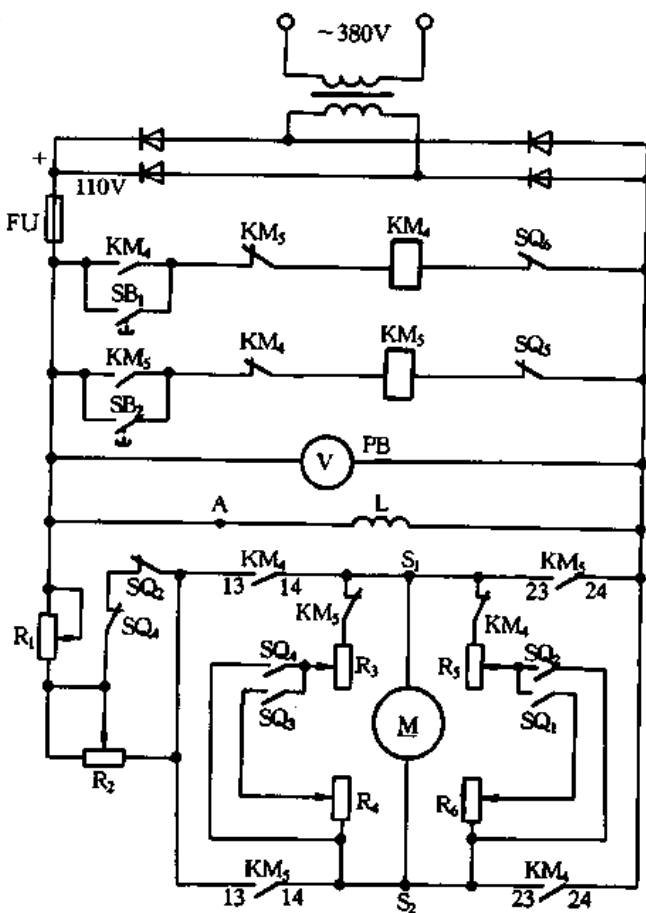 ~380V
+
110V
FU
KM4 KM5 KM4 SQ6
SB1
KM5 KM4 KM5 SQ5
SB2
V PB
A L
KM4 S1 KM5
13 14 23 24
SQ2
SQ4
KM5 KM4
R1
SQ4 R3 R5 SQ2
SQ3 SQ1
M
R2
R4 R6
KM5 KM4
13 14 S2 23 24